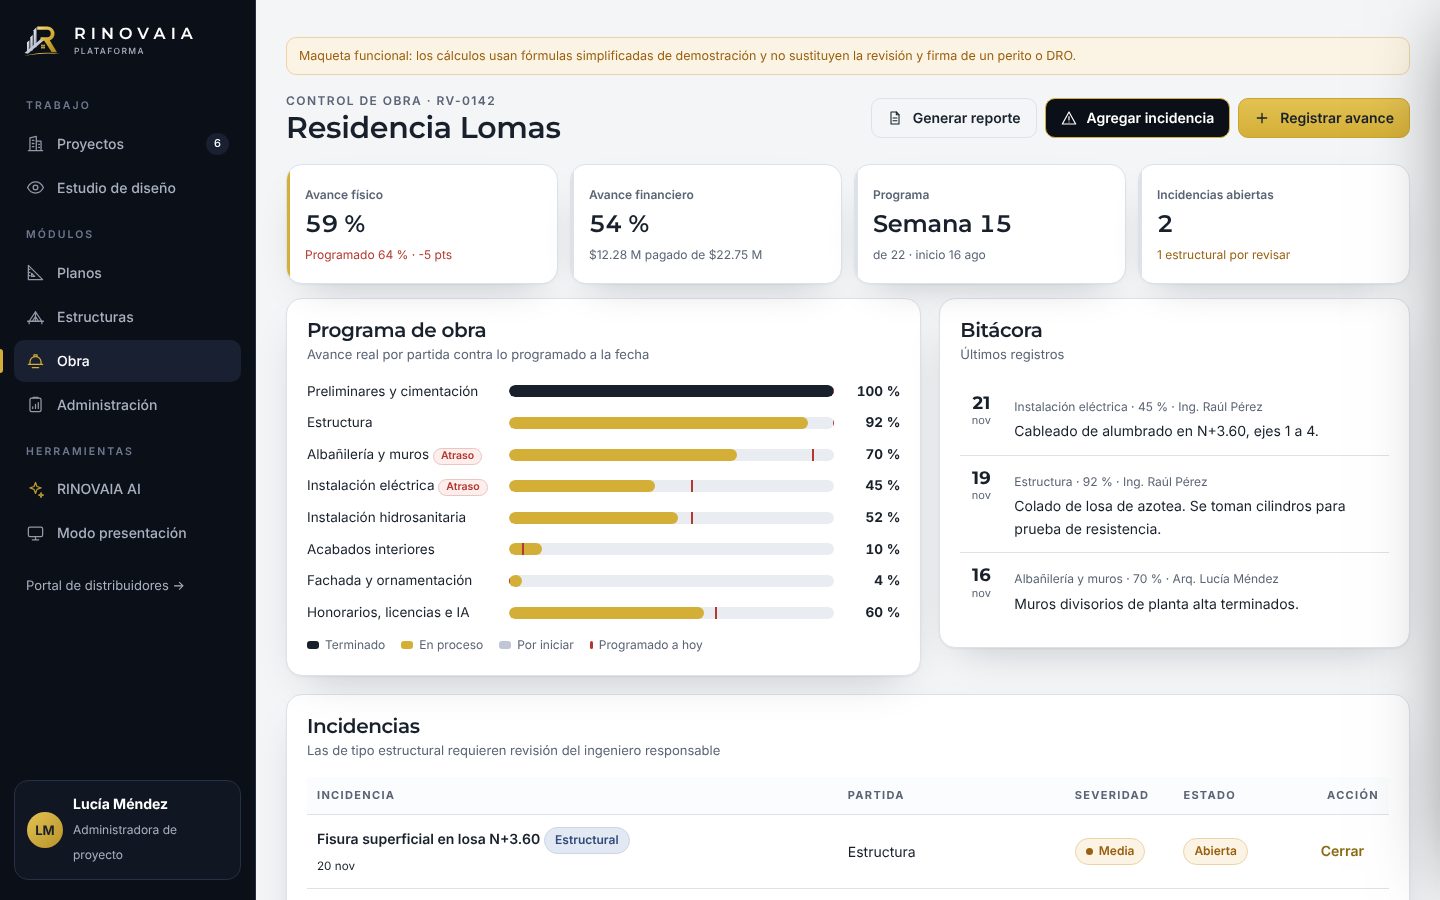 RINOVAIA
PLATAFORMA
TRABAJO
Proyectos 6
Estudio de diseño
MÓDULOS
Planos
Estructuras
Obra
Administración
HERRAMIENTAS
RINOVAIA AI
Modo presentación
Portal de distribuidores →
LM
Lucía Méndez
Administradora de
proyecto
Maqueta funcional: los cálculos usan fórmulas simplificadas de demostración y no sustituyen la revisión y firma de un perito o DRO.
CONTROL DE OBRA · RV-0142
Residencia Lomas
Generar reporte
Agregar incidencia
Registrar avance
Avance físico
59 %
Programado 64 % · -5 pts
Avance financiero
54 %
$12.28 M pagado de $22.75 M
Programa
Semana 15
de 22 · inicio 16 ago
Incidencias abiertas
2
1 estructural por revisar
Programa de obra
Avance real por partida contra lo programado a la fecha
Preliminares y cimentación 100 %
Estructura 92 %
Albañilería y muros Atraso 70 %
Instalación eléctrica Atraso 45 %
Instalación hidrosanitaria 52 %
Acabados interiores 10 %
Fachada y ornamentación 4 %
Honorarios, licencias e IA 60 %
Terminado En proceso Por iniciar Programado a hoy
Bitácora
Últimos registros
21 nov
Instalación eléctrica · 45 % · Ing. Raúl Pérez
Cableado de alumbrado en N+3.60, ejes 1 a 4.
19 nov
Estructura · 92 % · Ing. Raúl Pérez
Colado de losa de azotea. Se toman cilindros para
prueba de resistencia.
16 nov
Albañilería y muros · 70 % · Arq. Lucía Méndez
Muros divisorios de planta alta terminados.
Incidencias
Las de tipo estructural requieren revisión del ingeniero responsable
INCIDENCIA PARTIDA SEVERIDAD ESTADO ACCIÓN
Fisura superficial en losa N+3.60 Estructural
20 nov
Estructura Media Abierta Cerrar